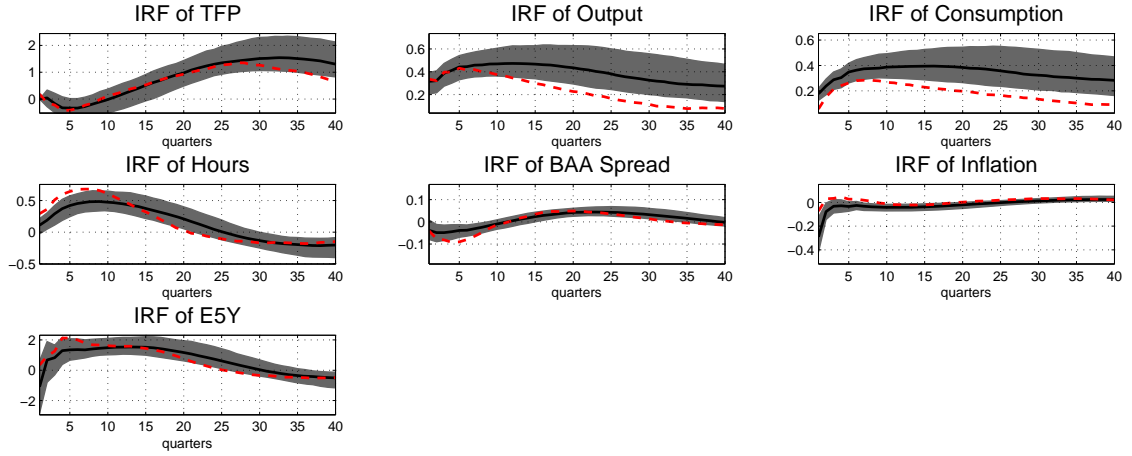 IRF of TFP
2
1
0
5 10 15 20 25 30 35 40
quarters
IRF of Output
0.6
0.4
0.2
5 10 15 20 25 30 35 40
quarters
IRF of Consumption
0.6
0.4
0.2
5 10 15 20 25 30 35 40
quarters
IRF of Hours
0.5
0
−0.5
5 10 15 20 25 30 35 40
quarters
IRF of BAA Spread
0.1
0
−0.1
5 10 15 20 25 30 35 40
quarters
IRF of Inflation
0
−0.2
−0.4
5 10 15 20 25 30 35 40
quarters
IRF of E5Y
2
0
−2
5 10 15 20 25 30 35 40
quarters